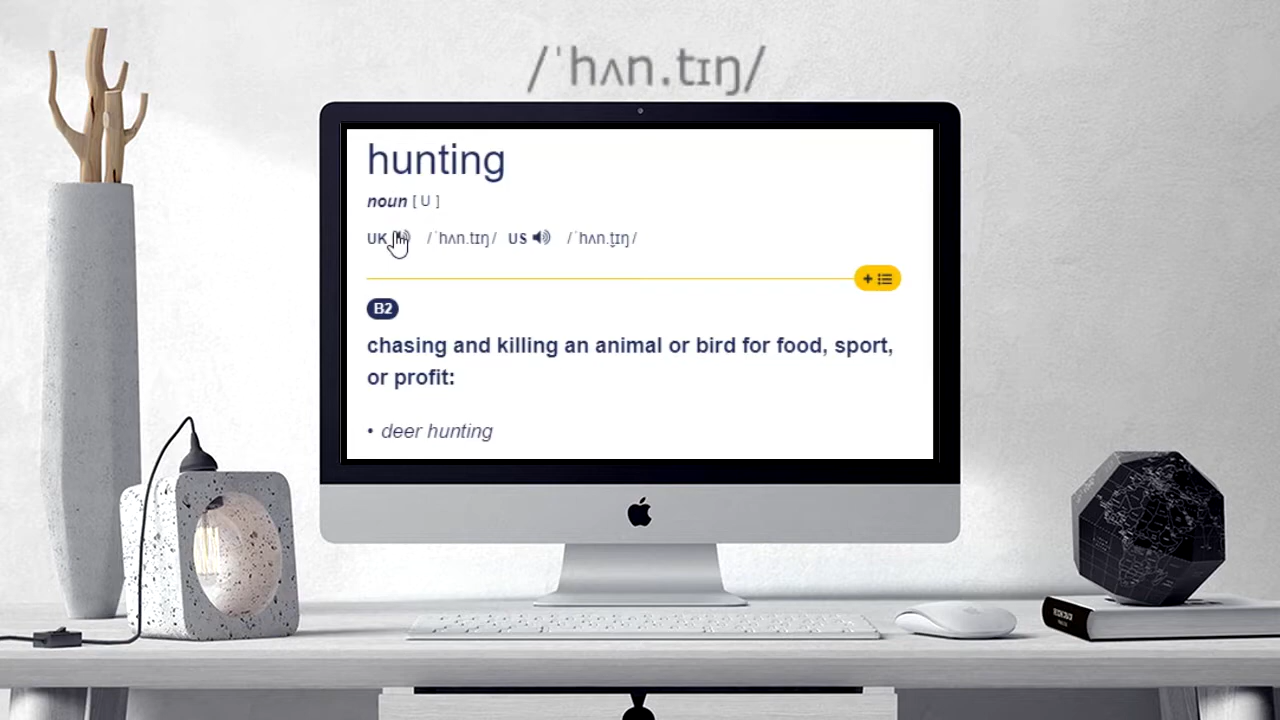 /ˈhʌn.tɪŋ/
hunting
noun [ U ]
UK /ˈhʌn.tɪŋ/ US /ˈhʌn.t̬ɪŋ/
B2
chasing and killing an animal or bird for food, sport,
or profit:
• deer hunting